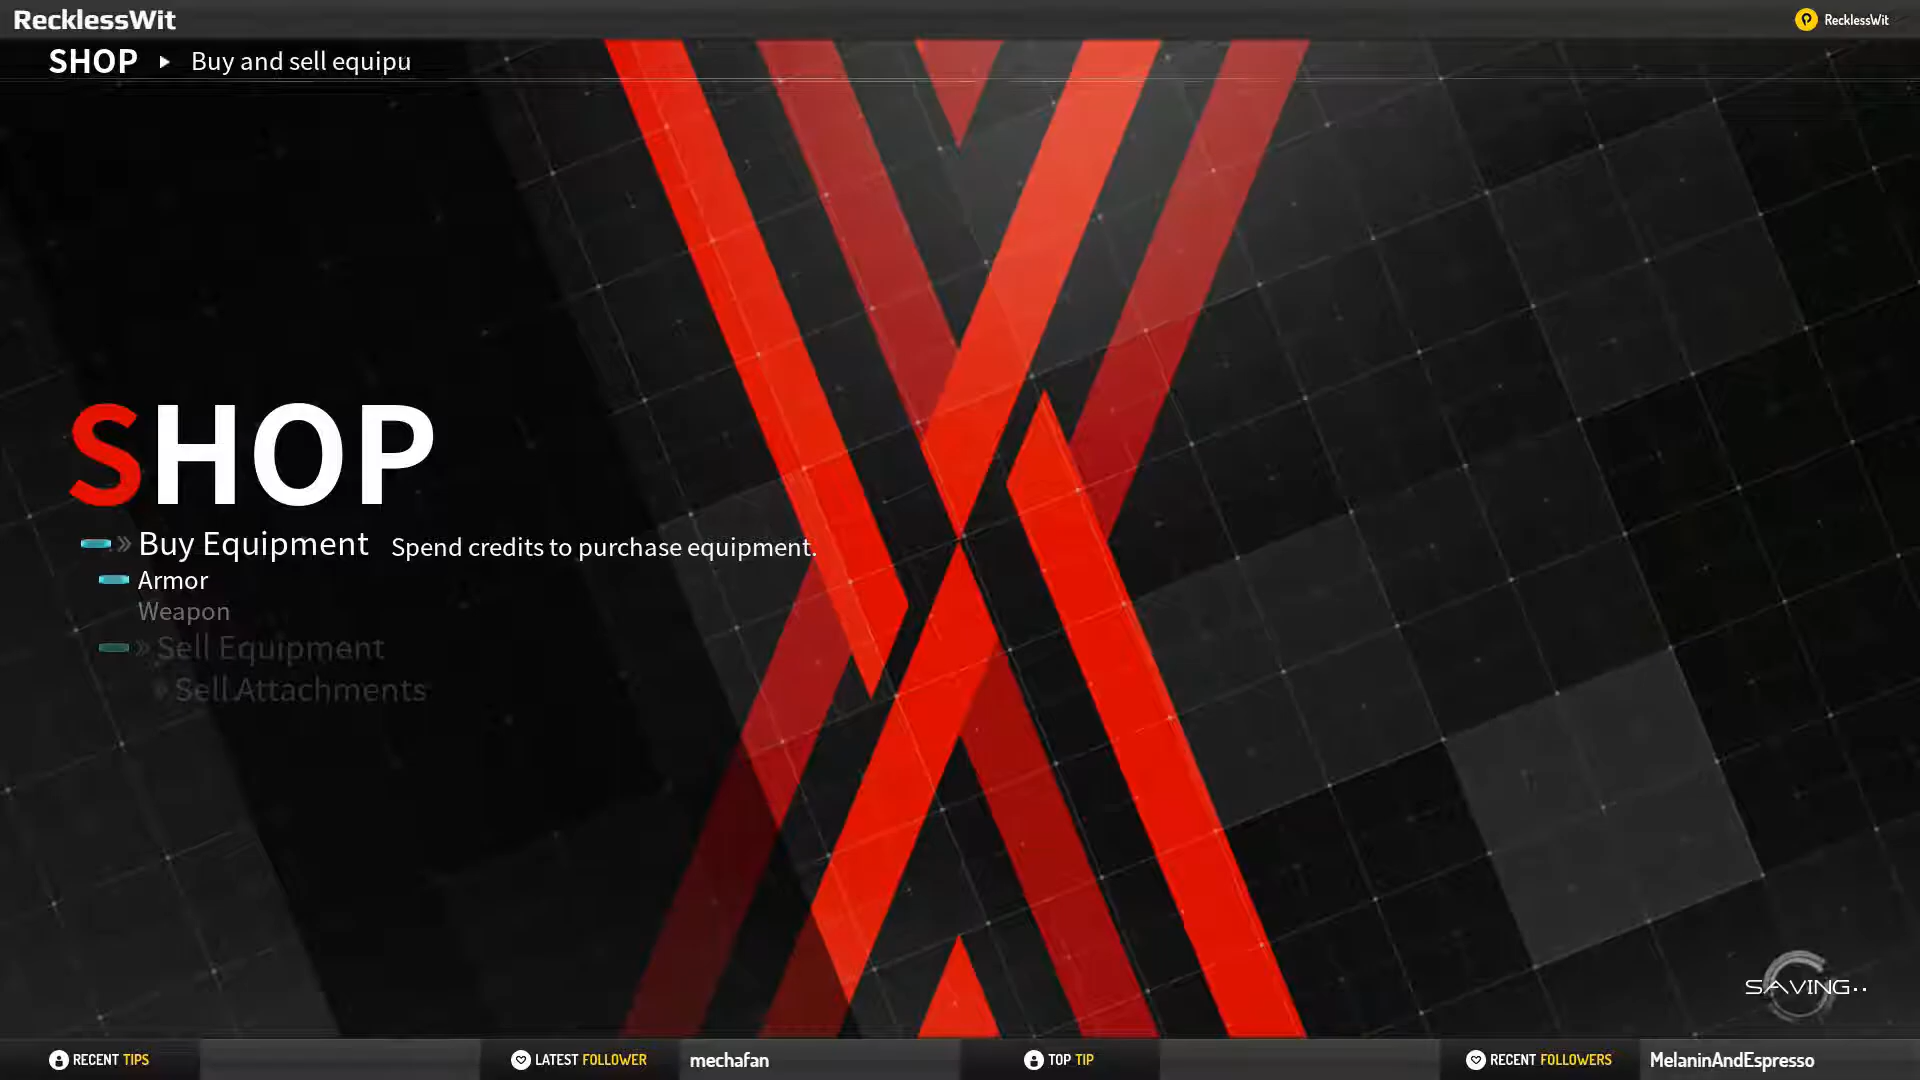 RecklessWit
RecklessWit
SHOP Buy and sell equipu
SHOP
Buy Equipment Spend credits to purchase equipment.
Armor
Weapon
Sell Equipment
Sell Attachments
SAVING..
RECENT TIPS
LATEST FOLLOWER mechafan
TOP TIP
RECENT FOLLOWERS MelaninAndEspresso